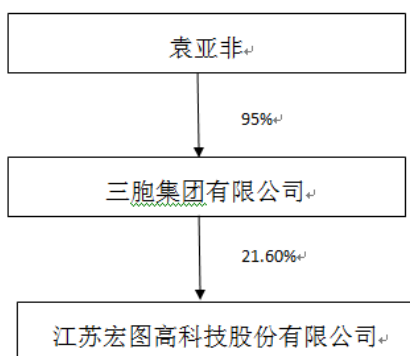 袁亚非
95%
三胞集团有限公司
21.60%
江苏宏图高科技股份有限公司